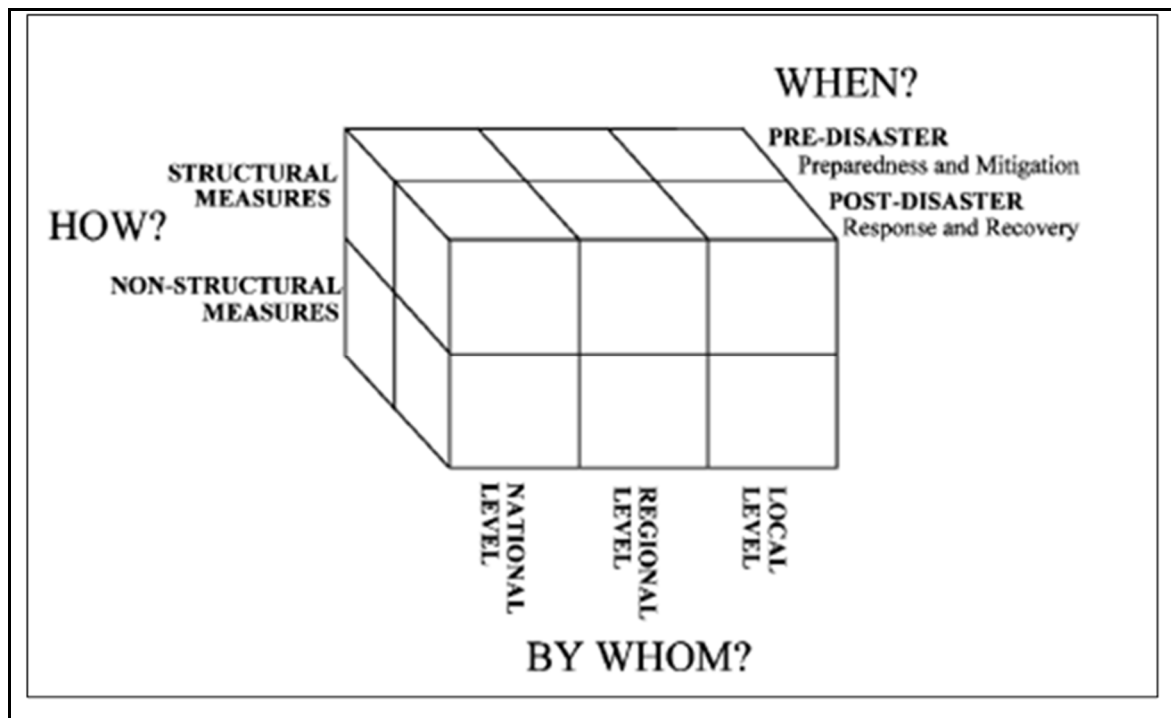 WHEN?
PRE-DISASTER
Preparedness and Mitigation
POST-DISASTER
Response and Recovery
HOW?
STRUCTURAL
MEASURES
NON-STRUCTURAL
MEASURES
NATIONAL
LEVEL
REGIONAL
LEVEL
LOCAL
LEVEL
BY WHOM?